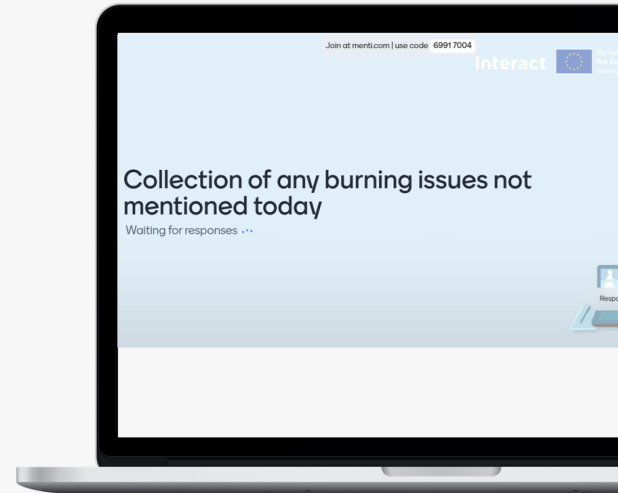 Join at menti.com | use code 6991 7004
Interact
Collection of any burning issues not
mentioned today
Waiting for responses